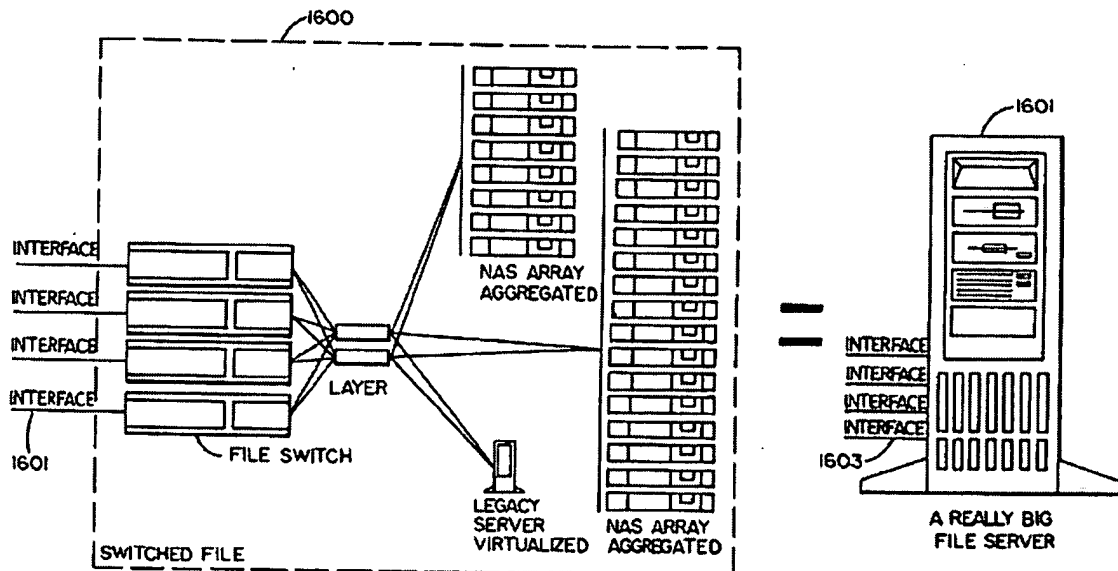 1600
1601
INTERFACE
INTERFACE
INTERFACE
INTERFACE
1601
FILE SWITCH
LAYER
NAS ARRAY
AGGREGATED
LEGACY
SERVER
VIRTUALIZED
NAS ARRAY
AGGREGATED
SWITCHED FILE
=
INTERFACE
INTERFACE
INTERFACE
INTERFACE
1603
A REALLY BIG
FILE SERVER